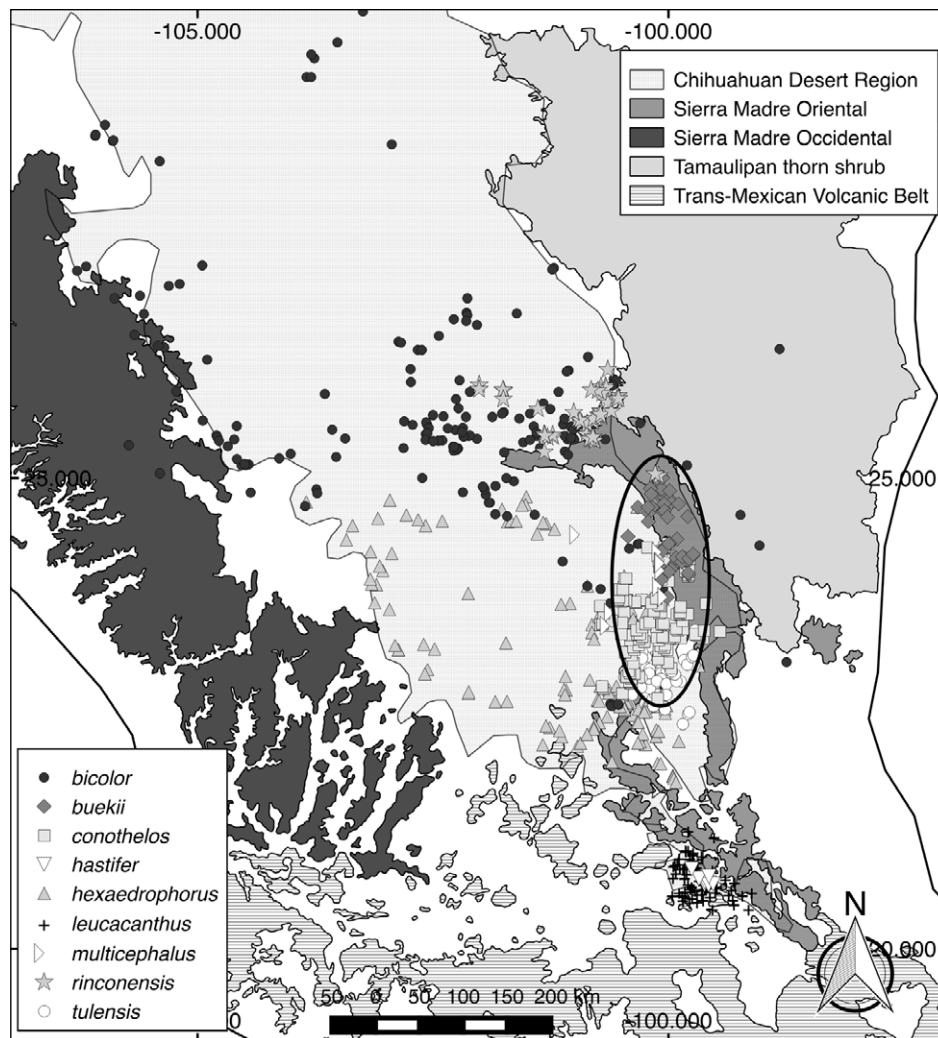 -105.000
-100.000
Chihuahuan Desert Region
Sierra Madre Oriental
Sierra Madre Occidental
Tamaulipan thorn shrub
Trans-Mexican Volcanic Belt
25.000
25.000
bicolor
buekii
conothelos
hastifer
hexaedrophorus
leucacanthus
multicephalus
rinconensis
tulensis
N
50 0 50 100 150 200 km
-100.000